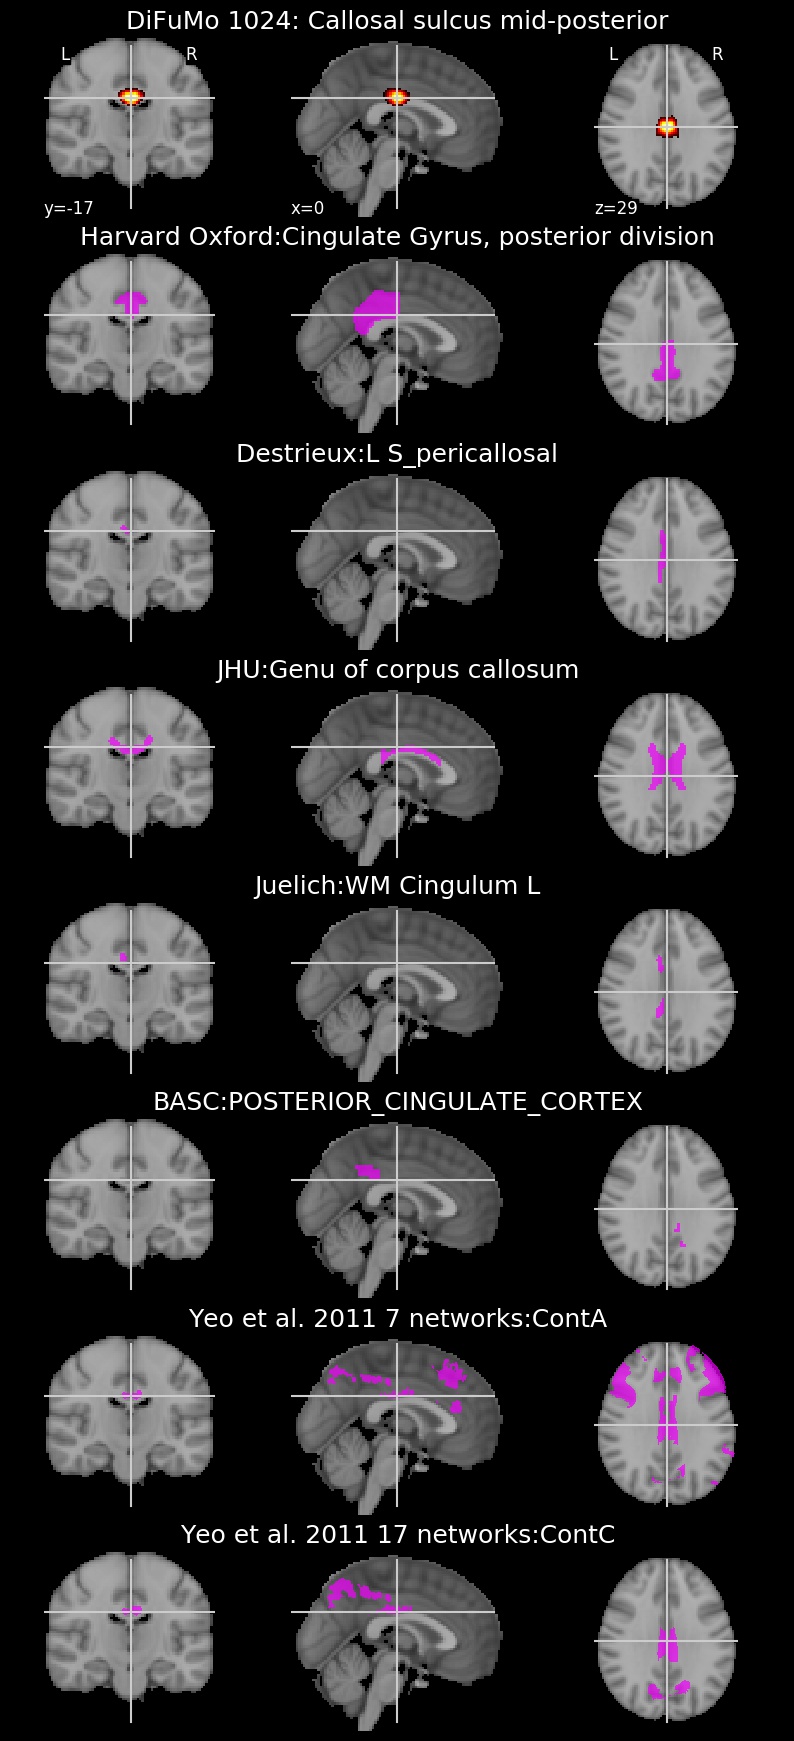 DiFuMo 1024: Callosal sulcus mid-posterior
L R L R
y=-17 x=0 z=29
Harvard Oxford:Cingulate Gyrus, posterior division
Destrieux:L S_pericallosal
JHU:Genu of corpus callosum
Juelich:WM Cingulum L
BASC:POSTERIOR_CINGULATE_CORTEX
Yeo et al. 2011 7 networks:ContA
Yeo et al. 2011 17 networks:ContC